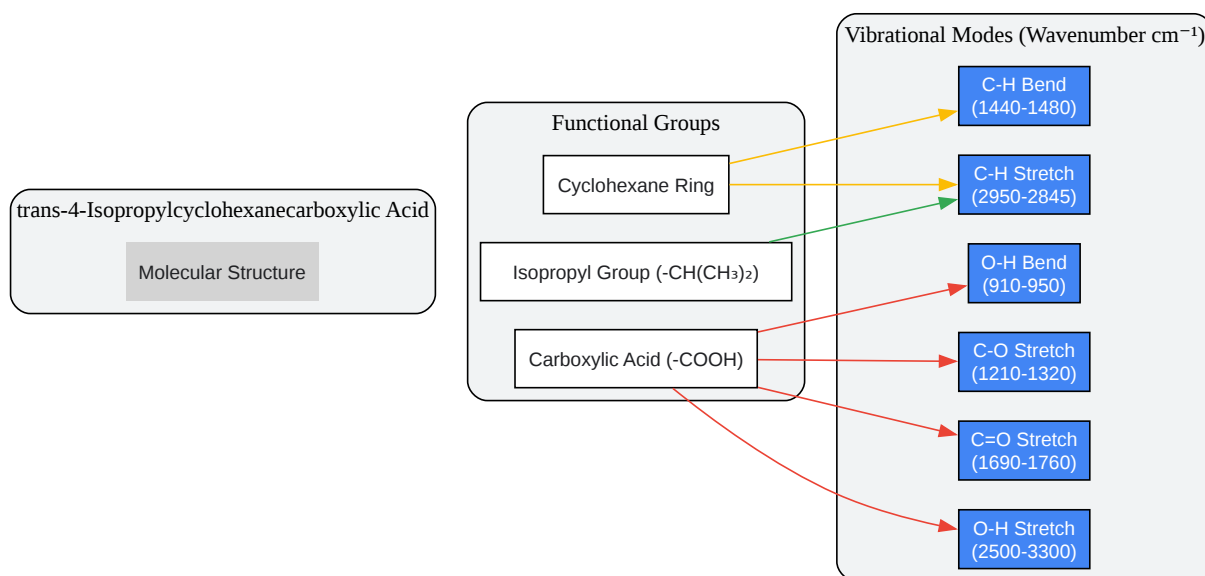 trans-4-Isopropylcyclohexanecarboxylic Acid
Molecular Structure
Functional Groups
Cyclohexane Ring
Isopropyl Group (-CH(CH₃)₂)
Carboxylic Acid (-COOH)
Vibrational Modes (Wavenumber cm⁻¹)
C-H Bend
(1440-1480)
C-H Stretch
(2950-2845)
O-H Bend
(910-950)
C-O Stretch
(1210-1320)
C=O Stretch
(1690-1760)
O-H Stretch
(2500-3300)